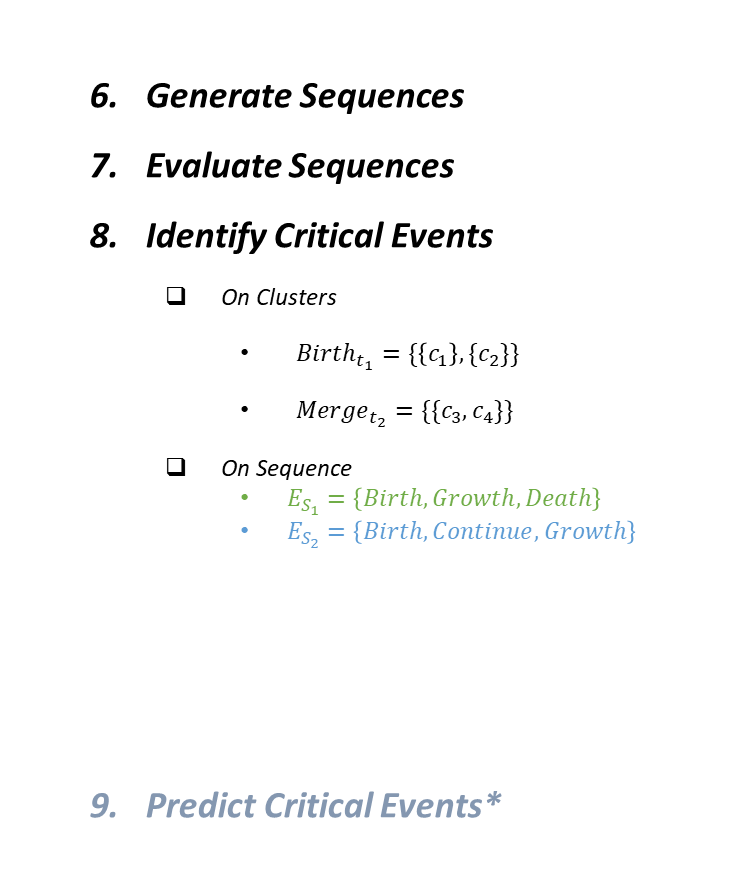 6. Generate Sequences
7. Evaluate Sequences
8. Identify Critical Events
❑ On Clusters
• Birth_{t_1} = {{c_1},{c_2}}
• Merge_{t_2} = {{c_3, c_4}}
❑ On Sequence
• E_{S_1} = {Birth, Growth, Death}
• E_{S_2} = {Birth, Continue, Growth}
9. Predict Critical Events*